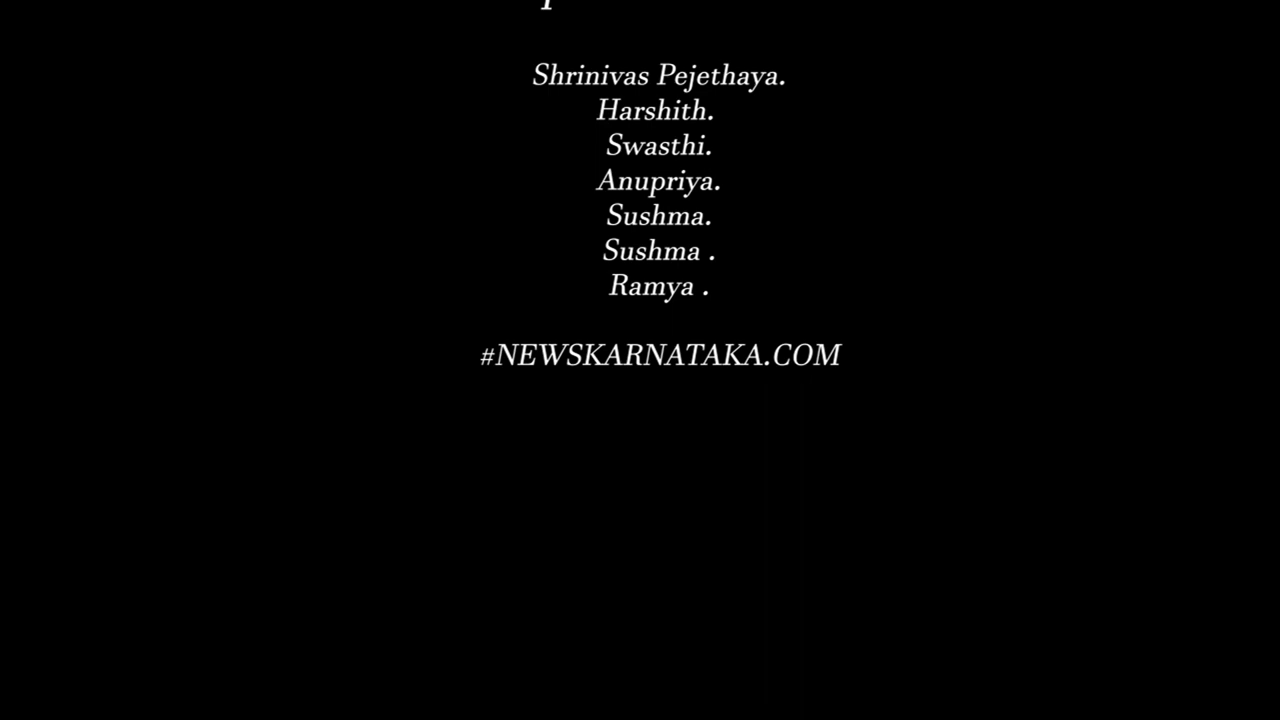 Shrinivas Pejethaya.
Harshith.
Swasthi.
Anupriya.
Sushma.
Sushma .
Ramya .
#NEWSKARNATAKA.COM